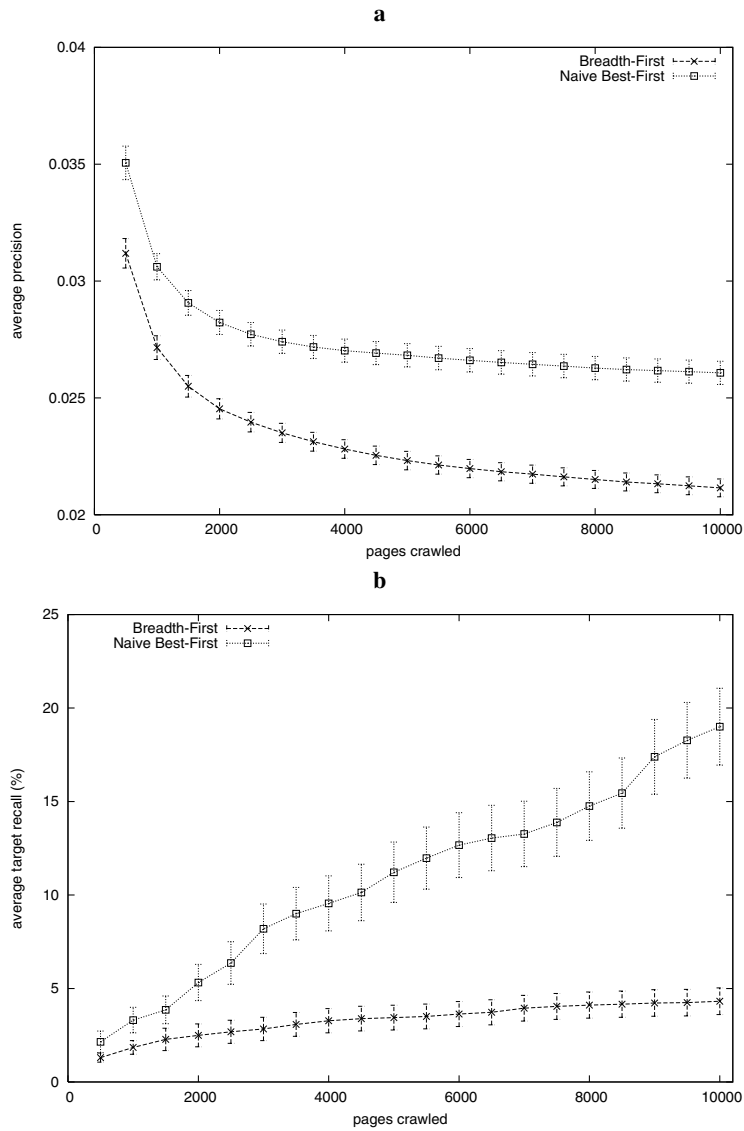 a
0.04
0.035
0.03
0.025
0.02
average precision
Breadth-First
Naive Best-First
0 2000 4000 6000 8000 10000
pages crawled
b
25
20
15
10
5
0
average target recall (%)
Breadth-First
Naive Best-First
0 2000 4000 6000 8000 10000
pages crawled